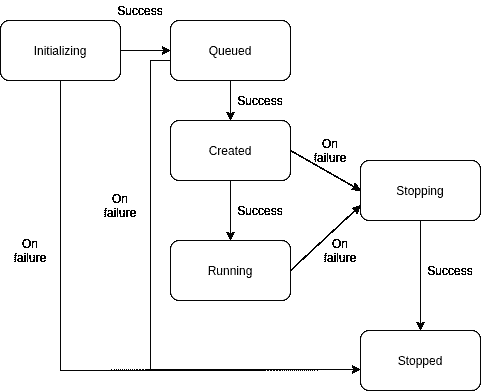 Success
Initializing
Queued
Success
Created
On
failure
Stopping
On
failure
Success
On
failure
Running
On
failure
Success
Stopped